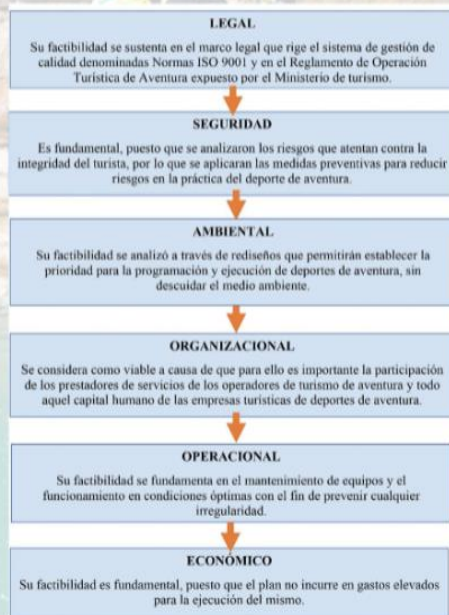 LEGAL
Su factibilidad se sustenta en el marco legal que rige el sistema de gestión de
calidad denominadas Normas ISO 9001 y en el Reglamento de Operación
Turística de Aventura expuesto por el Ministerio de turismo.
SEGURIDAD
Es fundamental, puesto que se analizaron los riesgos que atentan contra la
integridad del turista, por lo que se aplicaran las medidas preventivas para reducir
riesgos en la práctica del deporte de aventura.
AMBIENTAL
Su factibilidad se analizó a través de rediseños que permitirán establecer la
prioridad para la programación y ejecución de deportes de aventura, sin
descuidar el medio ambiente.
ORGANIZACIONAL
Se considera como viable a causa de que para ello es importante la participación
de los prestadores de servicios de los operadores de turismo de aventura y todo
aquel capital humano de las empresas turísticas de deportes de aventura.
OPERACIONAL
Su factibilidad se fundamenta en el mantenimiento de equipos y el
funcionamiento en condiciones óptimas con el fin de prevenir cualquier
irregularidad.
ECONÓMICO
Su factibilidad es fundamental, puesto que el plan no incurre en gastos elevados
para la ejecución del mismo.